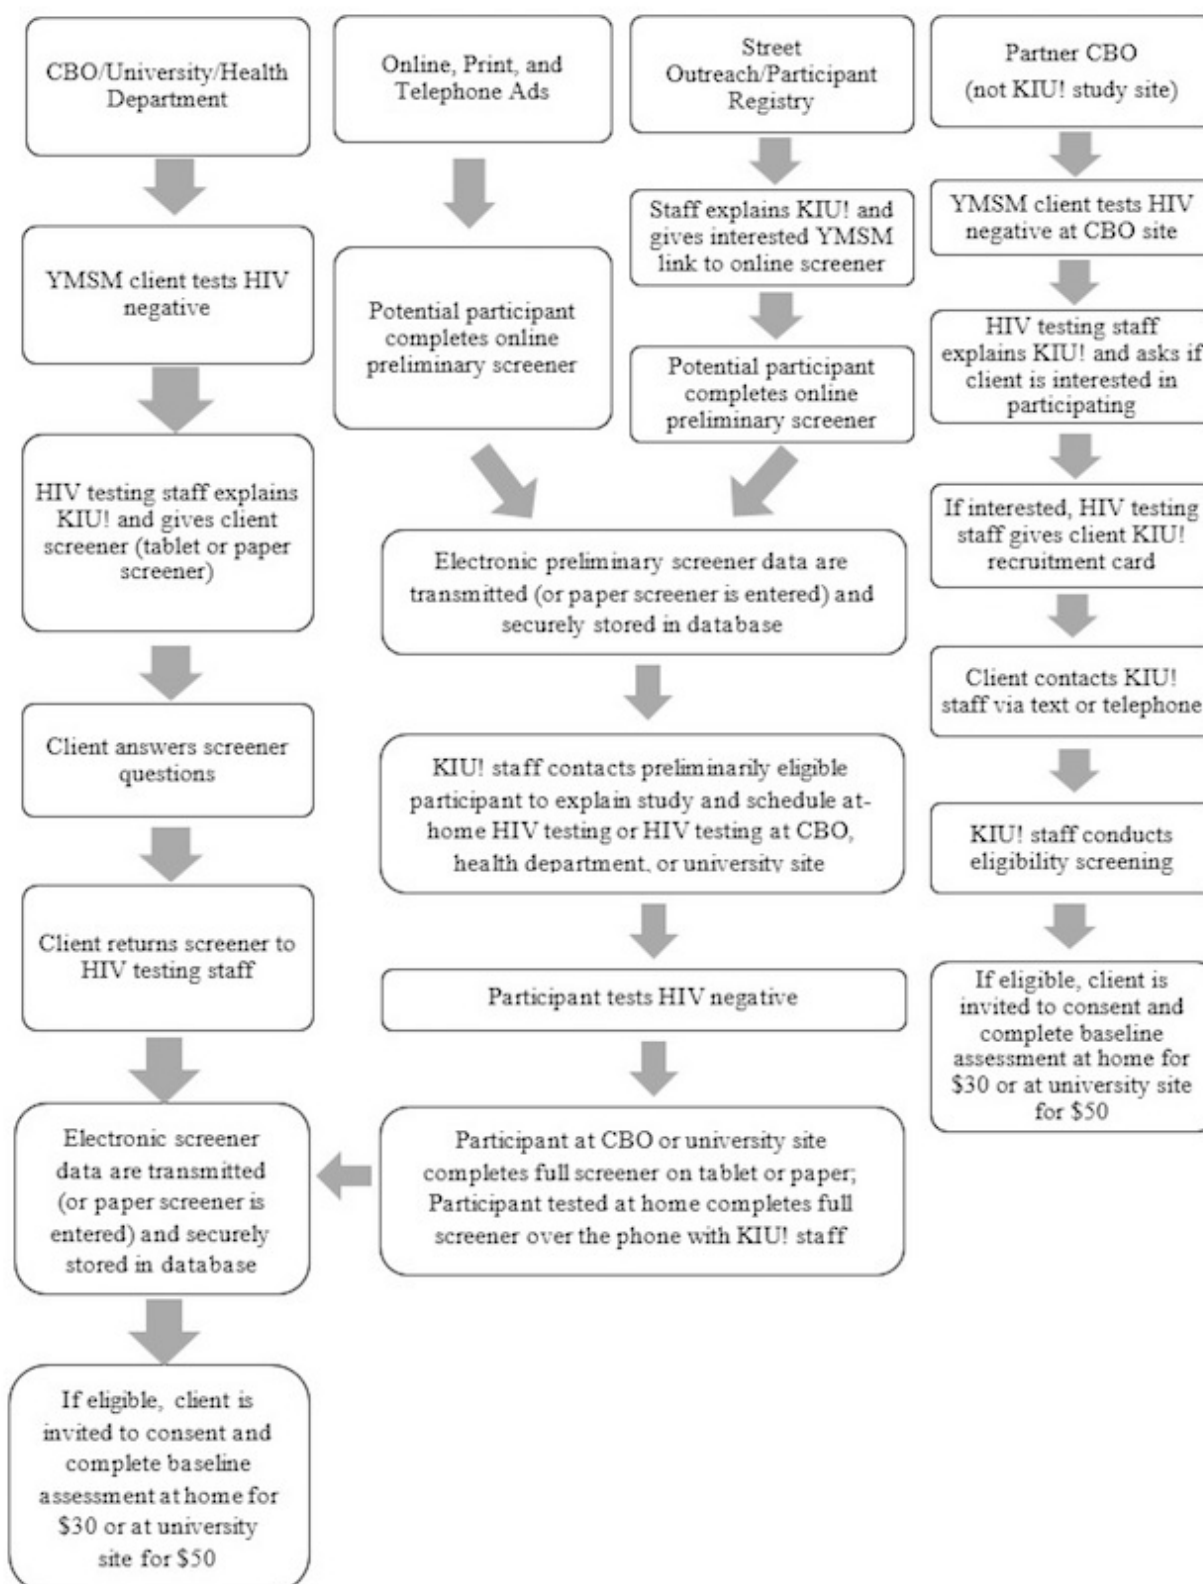 CBO/University/Health
Department
YMSM client tests HIV
negative
HIV testing staff explains
KIU! and gives client
screener (tablet or paper
screener)
Client answers screener
questions
Client returns screener to
HIV testing staff
Electronic screener
data are transmitted
(or paper screener is
entered) and securely
stored in database
If eligible, client is
invited to consent and
complete baseline
assessment at home for
$30 or at university
site for $50
Online, Print, and
Telephone Ads
Potential participant
completes online
preliminary screener
Street
Outreach/Participant
Registry
Staff explains KIU! and
gives interested YMSM
link to online screener
Potential participant
completes online
preliminary screener
Electronic preliminary screener data are
transmitted (or paper screener is entered) and
securely stored in database
KIU! staff contacts preliminarily eligible
participant to explain study and schedule at-
home HIV testing or HIV testing at CBO,
health department, or university site
Participant tests HIV negative
Participant at CBO or university site
completes full screener on tablet or paper;
Participant tested at home completes full
screener over the phone with KIU! staff
Partner CBO
(not KIU! study site)
YMSM client tests HIV
negative at CBO site
HIV testing staff
explains KIU! and asks if
client is interested in
participating
If interested, HIV testing
staff gives client KIU!
recruitment card
Client contacts KIU!
staff via text or telephone
KIU! staff conducts
eligibility screening
If eligible, client is
invited to consent and
complete baseline
assessment at home for
$30 or at university site
for $50